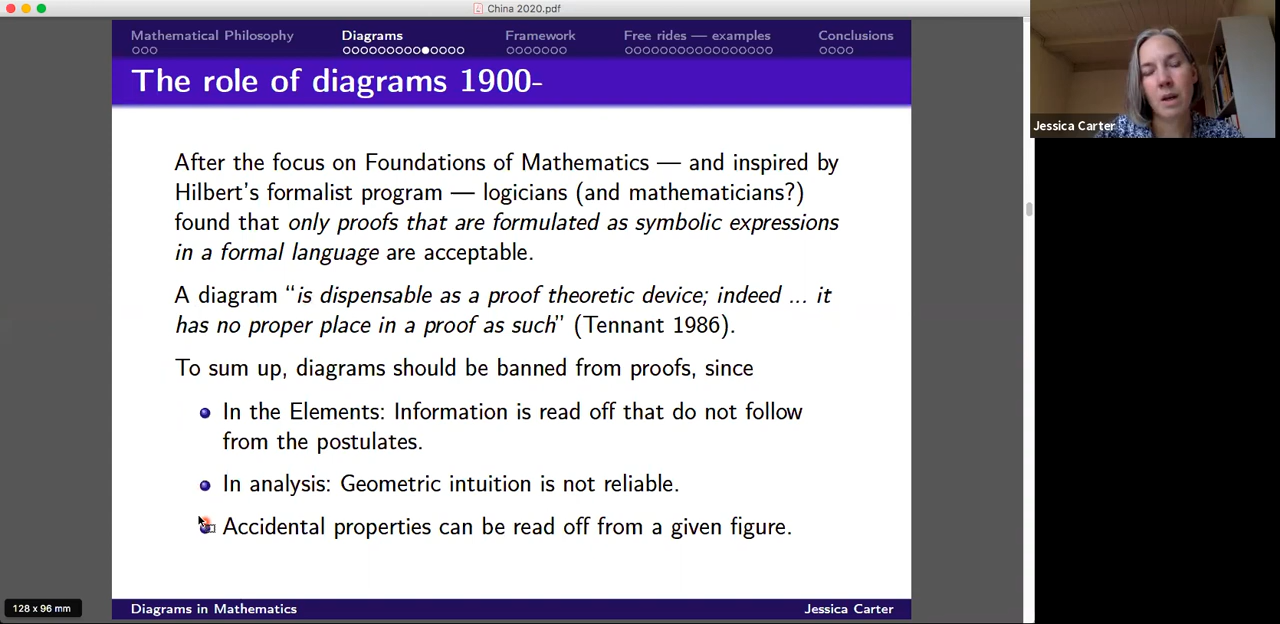 China 2020.pdf
Mathematical Philosophy
Diagrams
Framework
Free rides — examples
Conclusions
The role of diagrams 1900-
Jessica Carter
After the focus on Foundations of Mathematics — and inspired by
Hilbert's formalist program — logicians (and mathematicians?)
found that only proofs that are formulated as symbolic expressions
in a formal language are acceptable.
A diagram “is dispensable as a proof theoretic device; indeed ... it
has no proper place in a proof as such” (Tennant 1986).
To sum up, diagrams should be banned from proofs, since
In the Elements: Information is read off that do not follow
from the postulates.
In analysis: Geometric intuition is not reliable.
Accidental properties can be read off from a given figure.
128 x 96 mm
Diagrams in Mathematics
Jessica Carter